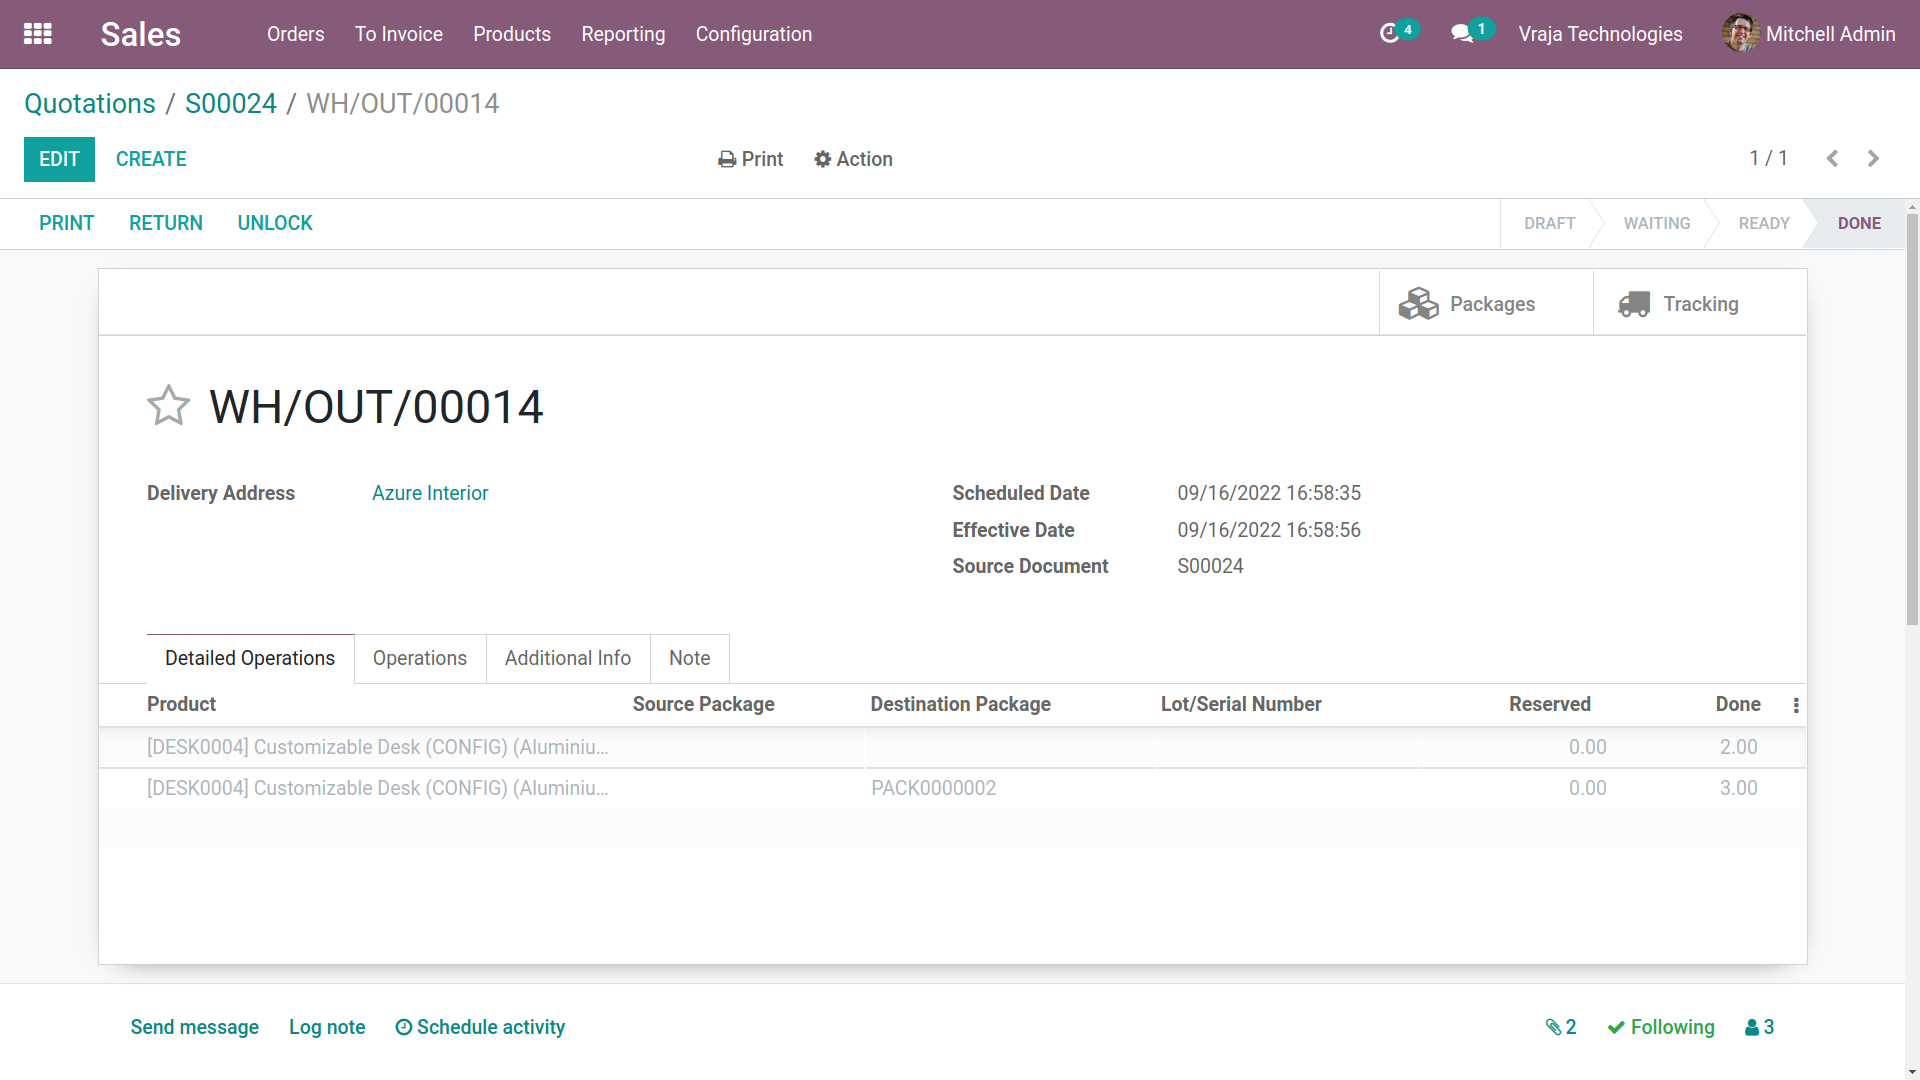 Sales Orders To Invoice Products Reporting Configuration 4 1 Vraja Technologies Mitchell Admin
Quotations / S00024 / WH/OUT/00014
EDIT CREATE Print Action 1 / 1
PRINT RETURN UNLOCK DRAFT WAITING READY DONE
Packages Tracking
WH/OUT/00014
Delivery Address Azure Interior Scheduled Date 09/16/2022 16:58:35
Effective Date 09/16/2022 16:58:56
Source Document S00024
Detailed Operations Operations Additional Info Note
Product Source Package Destination Package Lot/Serial Number Reserved Done
[DESK0004] Customizable Desk (CONFIG) (Aluminiu... 0.00 2.00
[DESK0004] Customizable Desk (CONFIG) (Aluminiu... PACK0000002 0.00 3.00
Send message Log note Schedule activity 2 Following 3